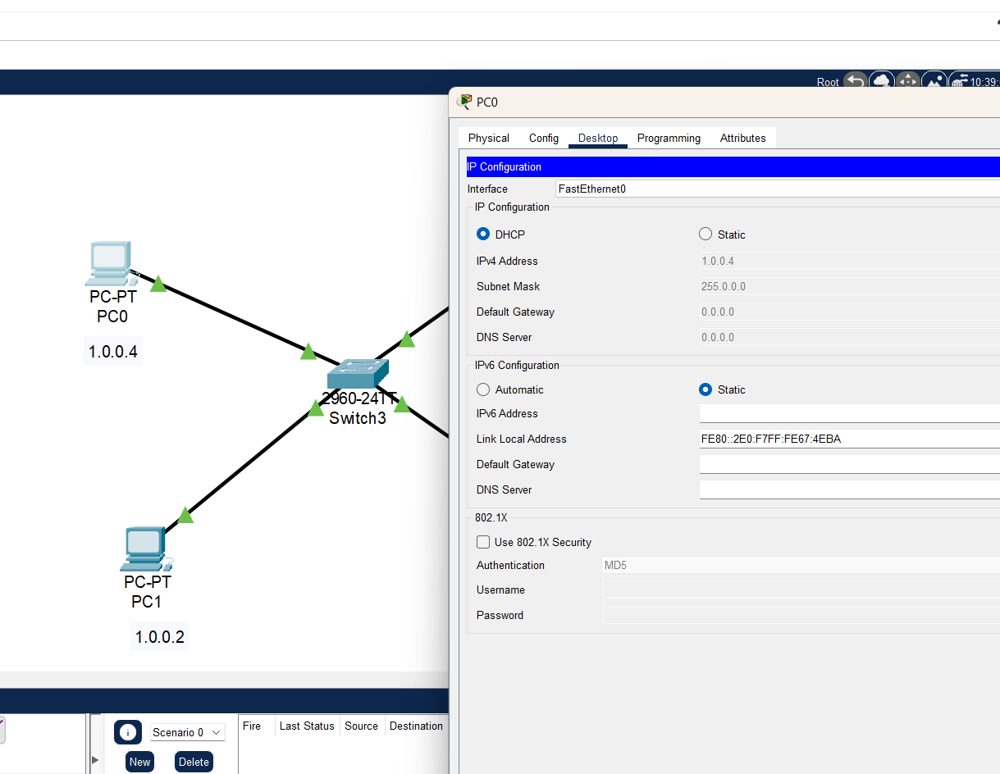 Root 10:39:
PC0
Physical Config Desktop Programming Attributes
IP Configuration
Interface FastEthernet0
IP Configuration
DHCP Static
IPv4 Address 1.0.0.4
Subnet Mask 255.0.0.0
Default Gateway 0.0.0.0
DNS Server 0.0.0.0
IPv6 Configuration
Automatic Static
IPv6 Address
Link Local Address FE80::2E0:F7FF:FE67:4EBA
Default Gateway
DNS Server
802.1X
Use 802.1X Security
Authentication MD5
Username
Password
PC-PT
PC0
1.0.0.4
2960-24TT
Switch3
PC-PT
PC1
1.0.0.2
Scenario 0
New Delete
Fire Last Status Source Destination